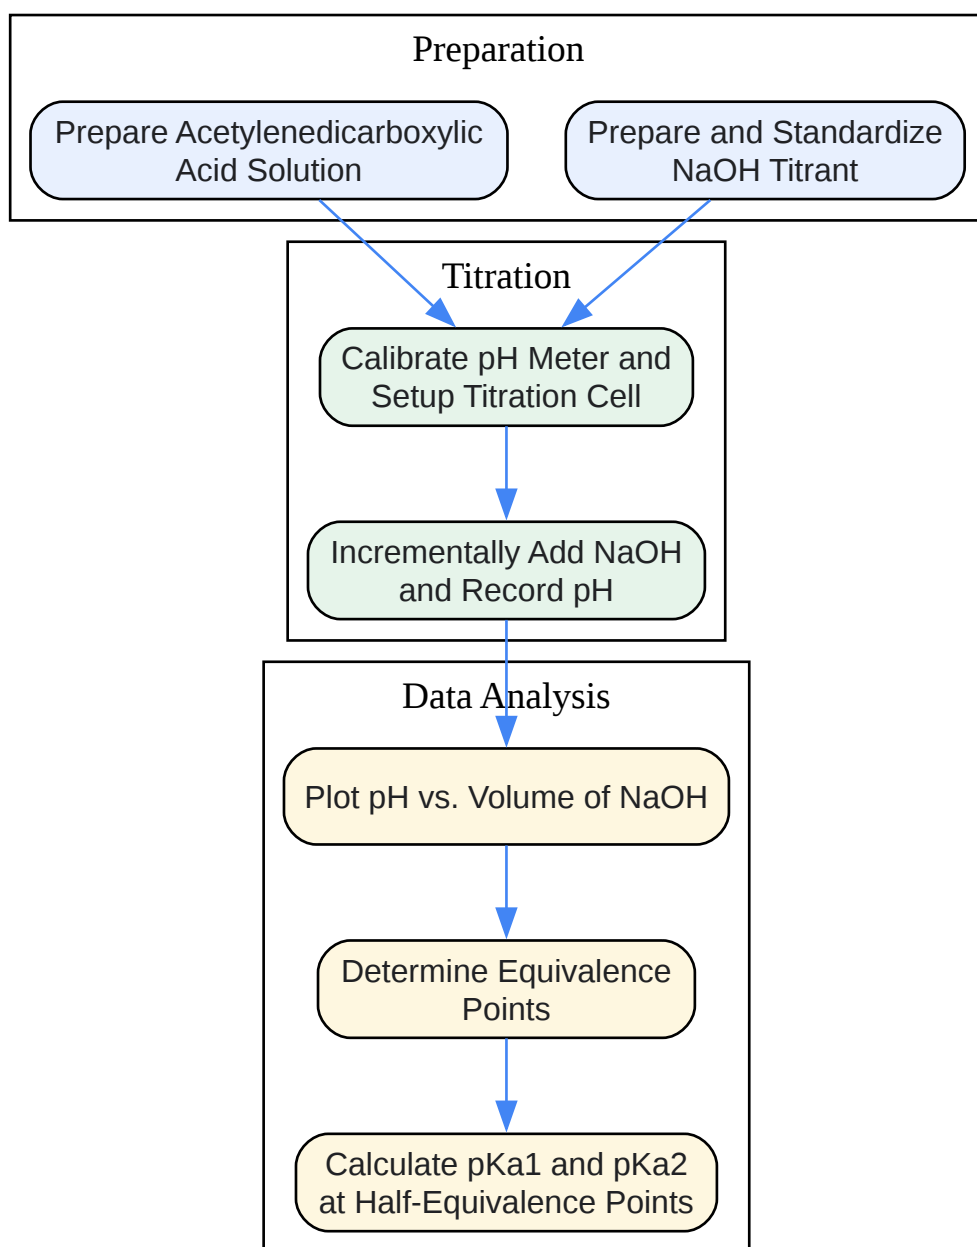 Preparation
Prepare Acetylenedicarboxylic
Acid Solution
Prepare and Standardize
NaOH Titrant
Titration
Calibrate pH Meter and
Setup Titration Cell
Incrementally Add NaOH
and Record pH
Data Analysis
Plot pH vs. Volume of NaOH
Determine Equivalence
Points
Calculate pKa1 and pKa2
at Half-Equivalence Points